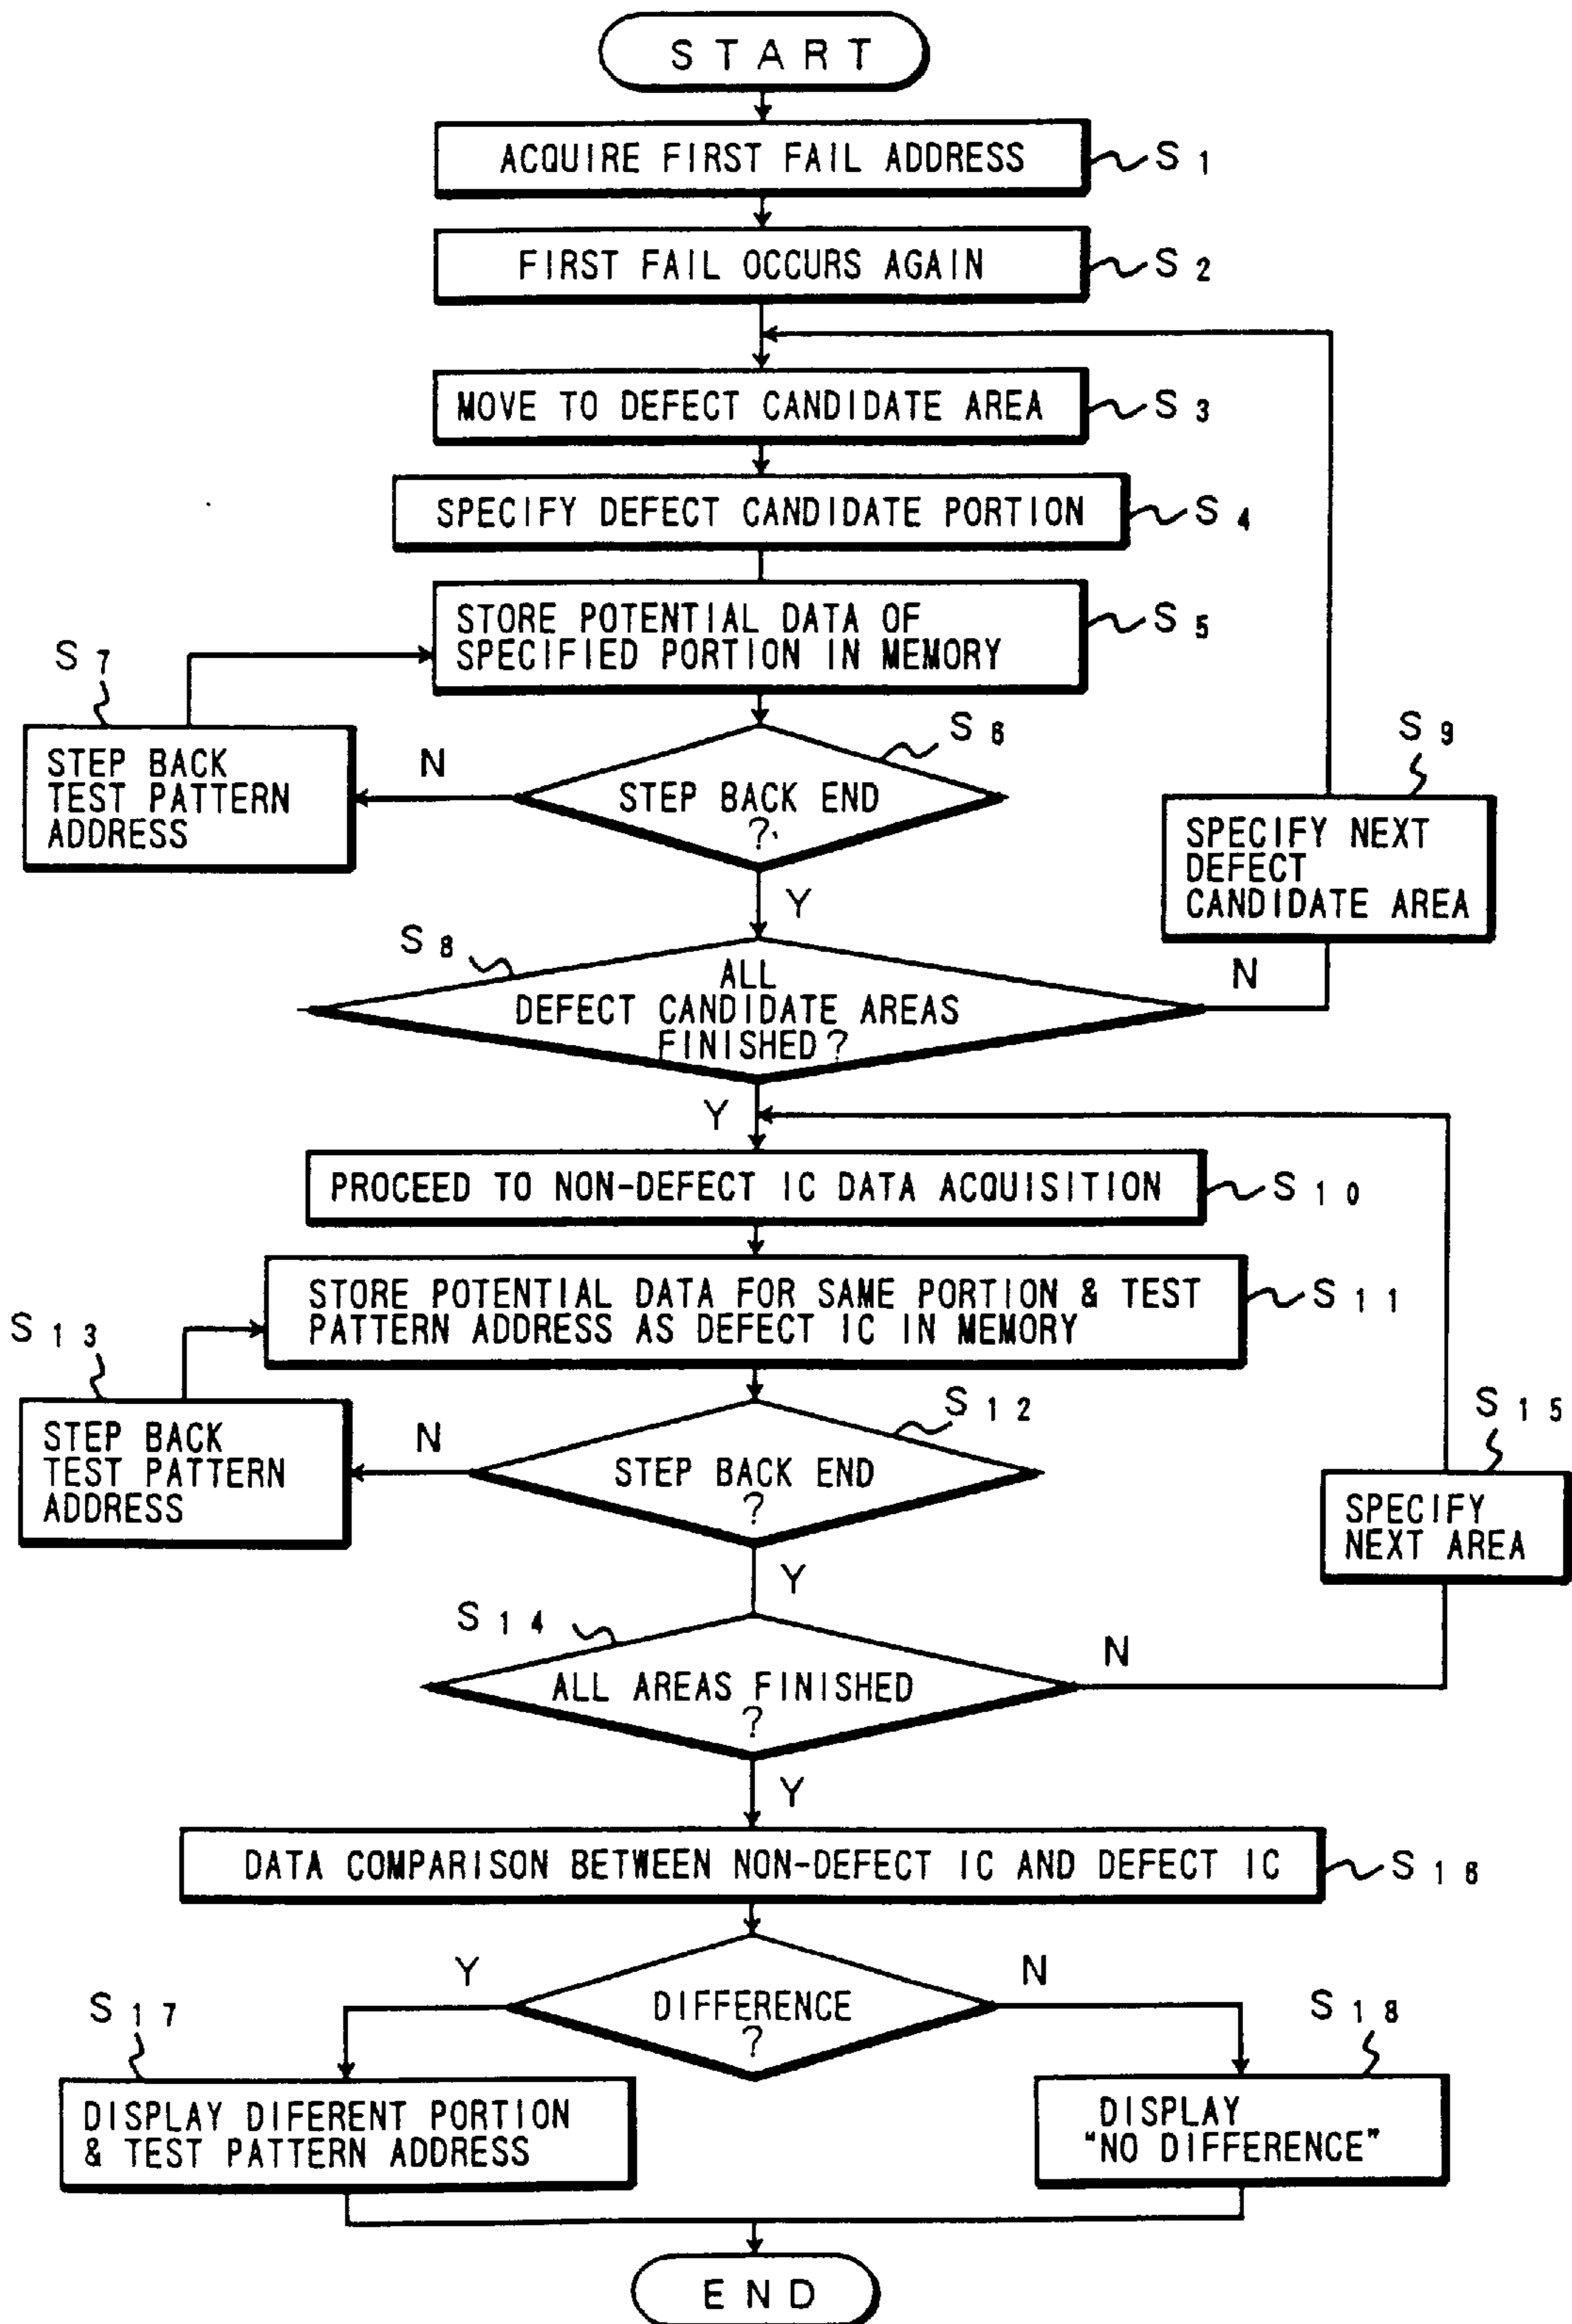 START
ACQUIRE FIRST FAIL ADDRESS
S1
FIRST FAIL OCCURS AGAIN
S2
MOVE TO DEFECT CANDIDATE AREA
S3
SPECIFY DEFECT CANDIDATE PORTION
S4
STORE POTENTIAL DATA OF
SPECIFIED PORTION IN MEMORY
S5
S7
STEP BACK
TEST PATTERN
ADDRESS
N
STEP BACK END
?
S6
Y
S9
SPECIFY NEXT
DEFECT
CANDIDATE AREA
S8
ALL
DEFECT CANDIDATE AREAS
FINISHED?
N
Y
PROCEED TO NON-DEFECT IC DATA ACQUISITION
S10
STORE POTENTIAL DATA FOR SAME PORTION & TEST
PATTERN ADDRESS AS DEFECT IC IN MEMORY
S11
S13
STEP BACK
TEST PATTERN
ADDRESS
N
STEP BACK END
?
S12
Y
S15
SPECIFY
NEXT AREA
S14
ALL AREAS FINISHED
?
N
Y
DATA COMPARISON BETWEEN NON-DEFECT IC AND DEFECT IC
S16
Y
DIFFERENCE
?
N
S17
DISPLAY DIFERENT PORTION
& TEST PATTERN ADDRESS
S18
DISPLAY
"NO DIFFERENCE"
END